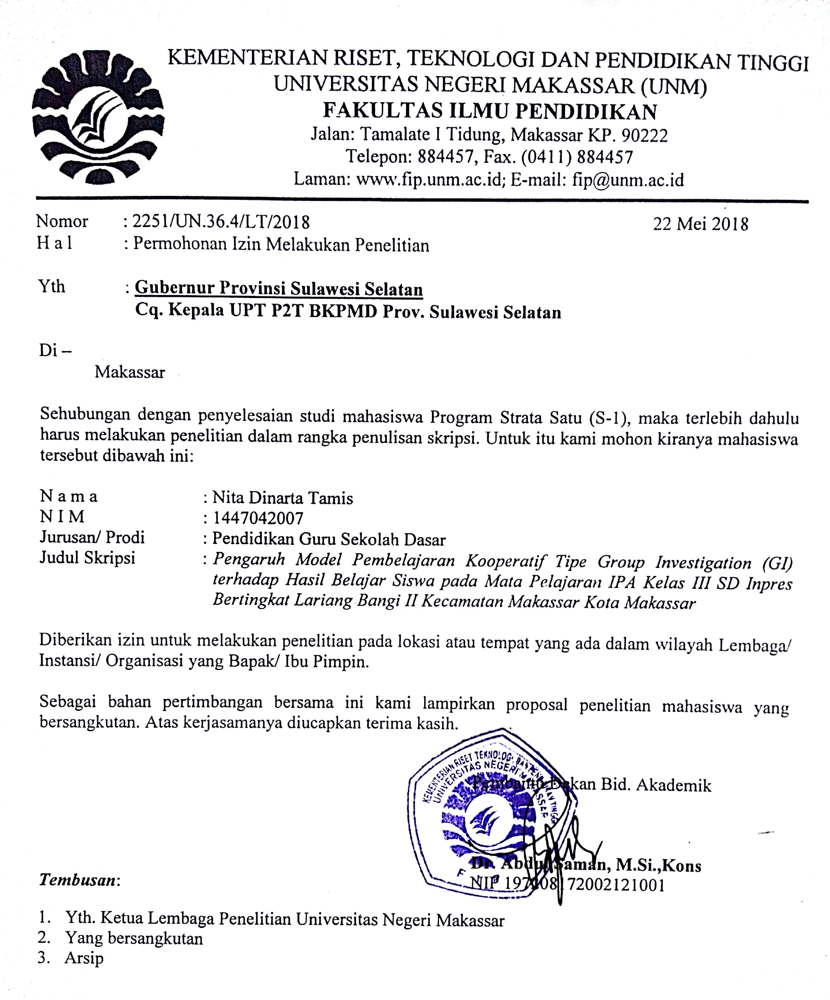 KEMENTERIAN RISET, TEKNOLOGI DAN PENDIDIKAN TINGGI
UNIVERSITAS NEGERI MAKASSAR (UNM)
FAKULTAS ILMU PENDIDIKAN
Jalan: Tamalate I Tidung, Makassar KP. 90222
Telepon: 884457, Fax. (0411) 884457
Laman: www.fip.unm.ac.id; E-mail: fip@unm.ac.id
Nomor : 2251/UN.36.4/LT/2018 22 Mei 2018
H a l : Permohonan Izin Melakukan Penelitian
Yth : Gubernur Provinsi Sulawesi Selatan
Cq. Kepala UPT P2T BKPMD Prov. Sulawesi Selatan
Di –
Makassar
Sehubungan dengan penyelesaian studi mahasiswa Program Strata Satu (S-1), maka terlebih dahulu
harus melakukan penelitian dalam rangka penulisan skripsi. Untuk itu kami mohon kiranya mahasiswa
tersebut dibawah ini:
N a m a : Nita Dinarta Tamis
N I M : 1447042007
Jurusan/ Prodi : Pendidikan Guru Sekolah Dasar
Judul Skripsi : Pengaruh Model Pembelajaran Kooperatif Tipe Group Investigation (GI)
terhadap Hasil Belajar Siswa pada Mata Pelajaran IPA Kelas III SD Inpres
Bertingkat Lariang Bangi II Kecamatan Makassar Kota Makassar
Diberikan izin untuk melakukan penelitian pada lokasi atau tempat yang ada dalam wilayah Lembaga/
Instansi/ Organisasi yang Bapak/ Ibu Pimpin.
Sebagai bahan pertimbangan bersama ini kami lampirkan proposal penelitian mahasiswa yang
bersangkutan. Atas kerjasamanya diucapkan terima kasih.
KEMENTERIAN RISET TEKNOLOGI DAN PENDIDIKAN TINGGI
UNIVERSITAS NEGERI MAKASSAR
Pembantu Dekan Bid. Akademik
Dr. Abdul Saman, M.Si.,Kons
NIP
F I P
Tembusan:
1. Yth. Ketua Lembaga Penelitian Universitas Negeri Makassar
2. Yang bersangkutan
3. Arsip